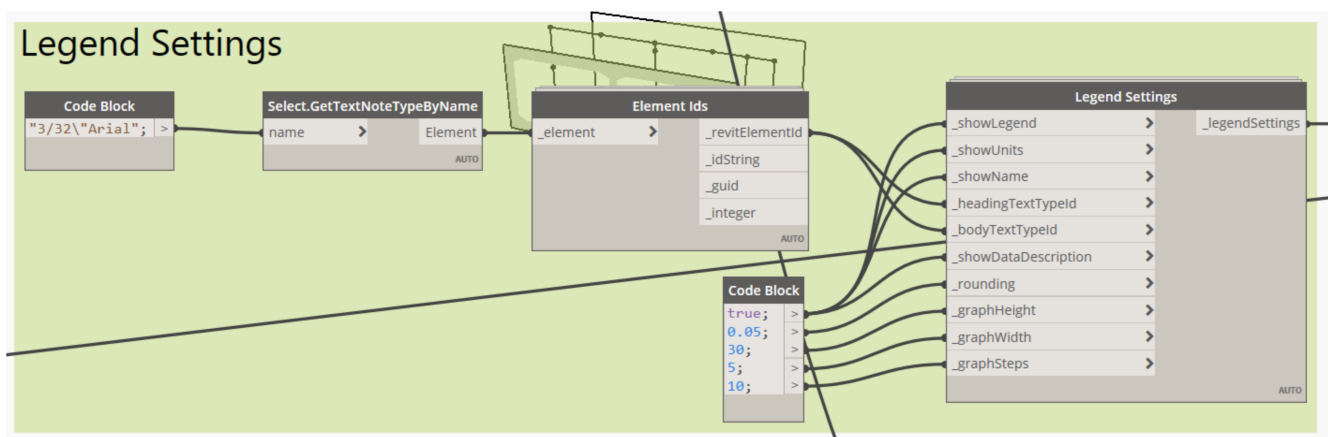 Legend Settings
Code Block
"3/32\"Arial"; >
Select.GetTextNoteTypeByName
name > Element
AUTO
Element Ids
_element > _revitElementId
_idString
_guid
_integer
AUTO
Code Block
true; >
0.05; >
30; >
5; >
10; >
Legend Settings
_showLegend > _legendSettings
_showUnits >
_showName >
_headingTextTypeId >
_bodyTextTypeId >
_showDataDescription >
_rounding >
_graphHeight >
_graphWidth >
_graphSteps >
AUTO